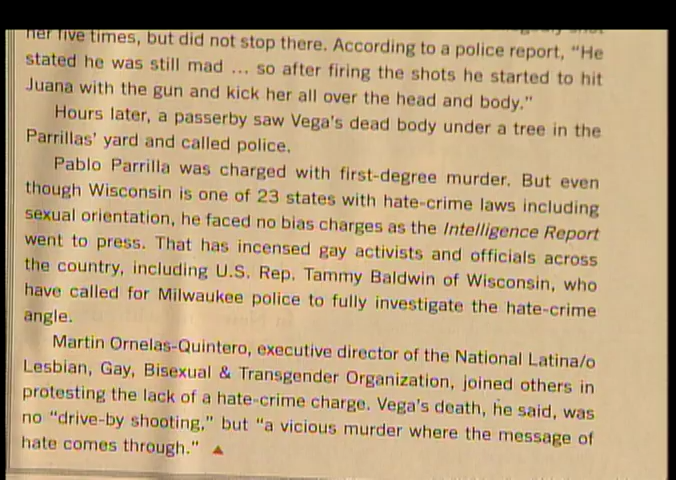 her five times, but did not stop there. According to a police report, “He
stated he was still mad ... so after firing the shots he started to hit
Juana with the gun and kick her all over the head and body.”
Hours later, a passerby saw Vega's dead body under a tree in the
Parrillas' yard and called police.
Pablo Parrilla was charged with first-degree murder. But even
though Wisconsin is one of 23 states with hate-crime laws including
sexual orientation, he faced no bias charges as the Intelligence Report
went to press. That has incensed gay activists and officials across
the country, including U.S. Rep. Tammy Baldwin of Wisconsin, who
have called for Milwaukee police to fully investigate the hate-crime
angle.
Martin Ornelas-Quintero, executive director of the National Latina/o
Lesbian, Gay, Bisexual & Transgender Organization, joined others in
protesting the lack of a hate-crime charge. Vega's death, he said, was
no “drive-by shooting,” but “a vicious murder where the message of
hate comes through.”